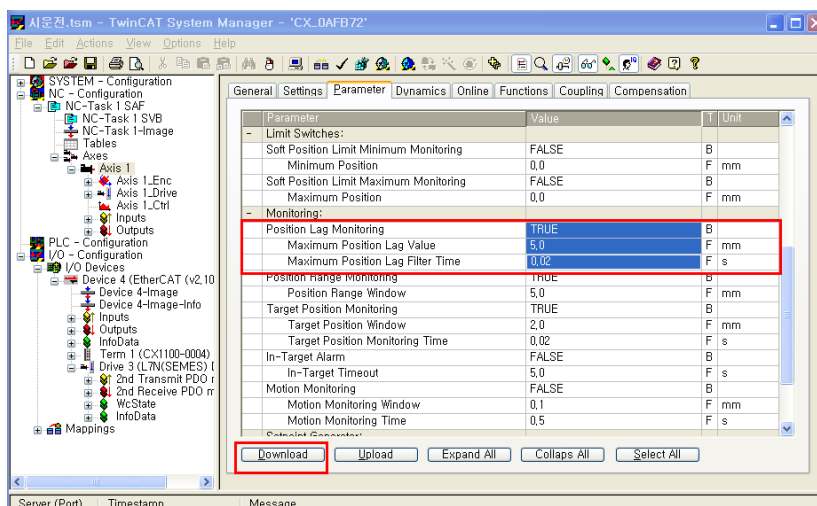 시운전.tsm - TwinCAT System Manager - 'CX_0AFB72'
File Edit Actions View Options Help
SYSTEM - Configuration
NC - Configuration
NC-Task 1 SAF
NC-Task 1 SVB
NC-Task 1-Image
Tables
Axes
Axis 1
Axis 1_Enc
Axis 1_Drive
Axis 1_Ctrl
Inputs
Outputs
PLC - Configuration
I/O - Configuration
I/O Devices
Device 4 (EtherCAT (v2,10
Device 4-Image
Device 4-Image-Info
Inputs
Outputs
InfoData
Term 1 (CX1100-0004)
Drive 3 (L7N(SEMES) [
2nd Transmit PDO r
2nd Receive PDO m
WcState
InfoData
Mappings
General Settings Parameter Dynamics Online Functions Coupling Compensation
Parameter Value T Unit
- Limit Switches:
Soft Position Limit Minimum Monitoring FALSE B
Minimum Position 0,0 F mm
Soft Position Limit Maximum Monitoring FALSE B
Maximum Position 0,0 F mm
- Monitoring:
Position Lag Monitoring TRUE B
Maximum Position Lag Value 5,0 F mm
Maximum Position Lag Filter Time 0,02 F s
Position Range Monitoring TRUE B
Position Range Window 5,0 F mm
Target Position Monitoring TRUE B
Target Position Window 2,0 F mm
Target Position Monitoring Time 0,02 F s
In-Target Alarm FALSE B
In-Target Timeout 5,0 F s
Motion Monitoring FALSE B
Motion Monitoring Window 0,1 F mm
Motion Monitoring Time 0,5 F s
Setpoint Generator:
Download Upload Expand All Collaps All Select All
Server (Port) Timestamp Message